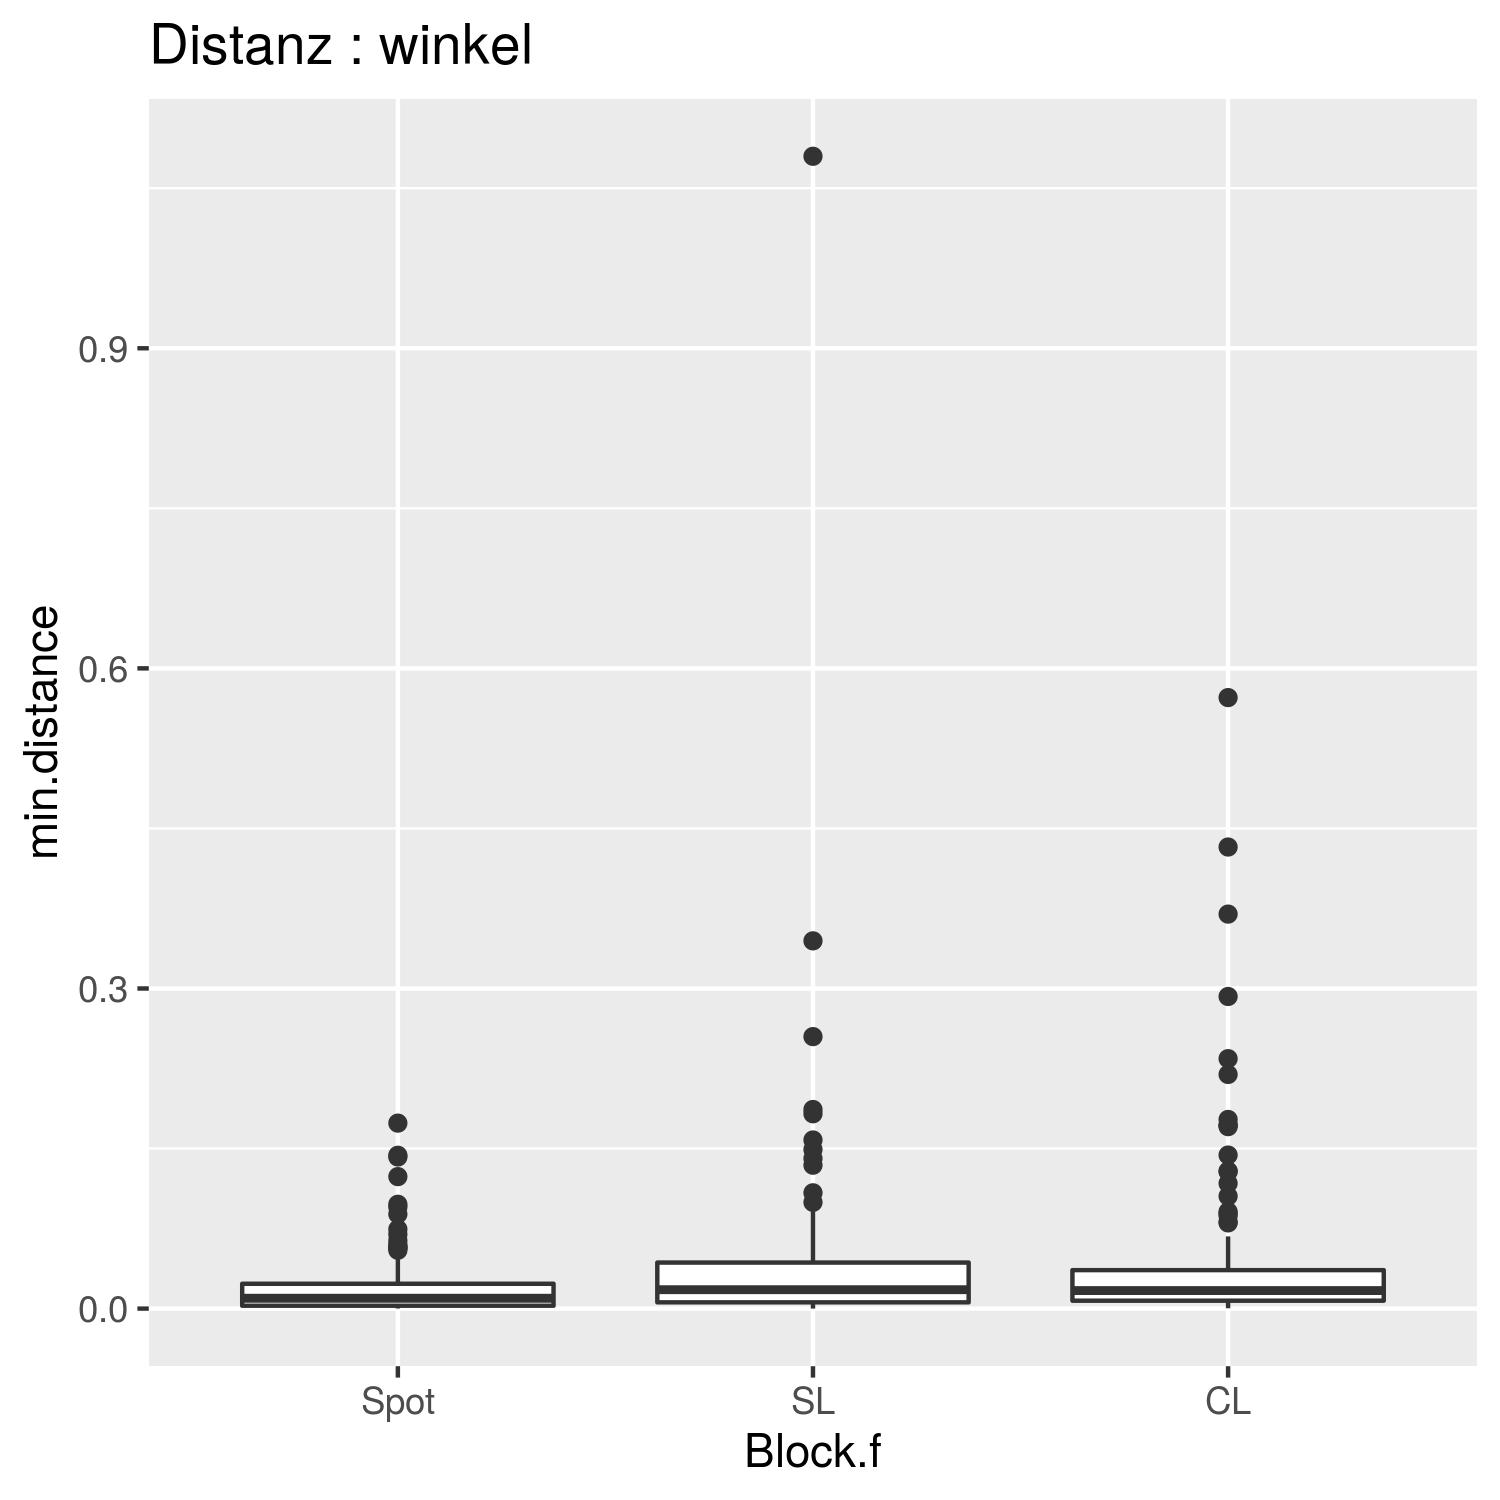 Distanz : winkel
min.distance
0.9
0.6
0.3
0.0
Spot
SL
CL
Block.f